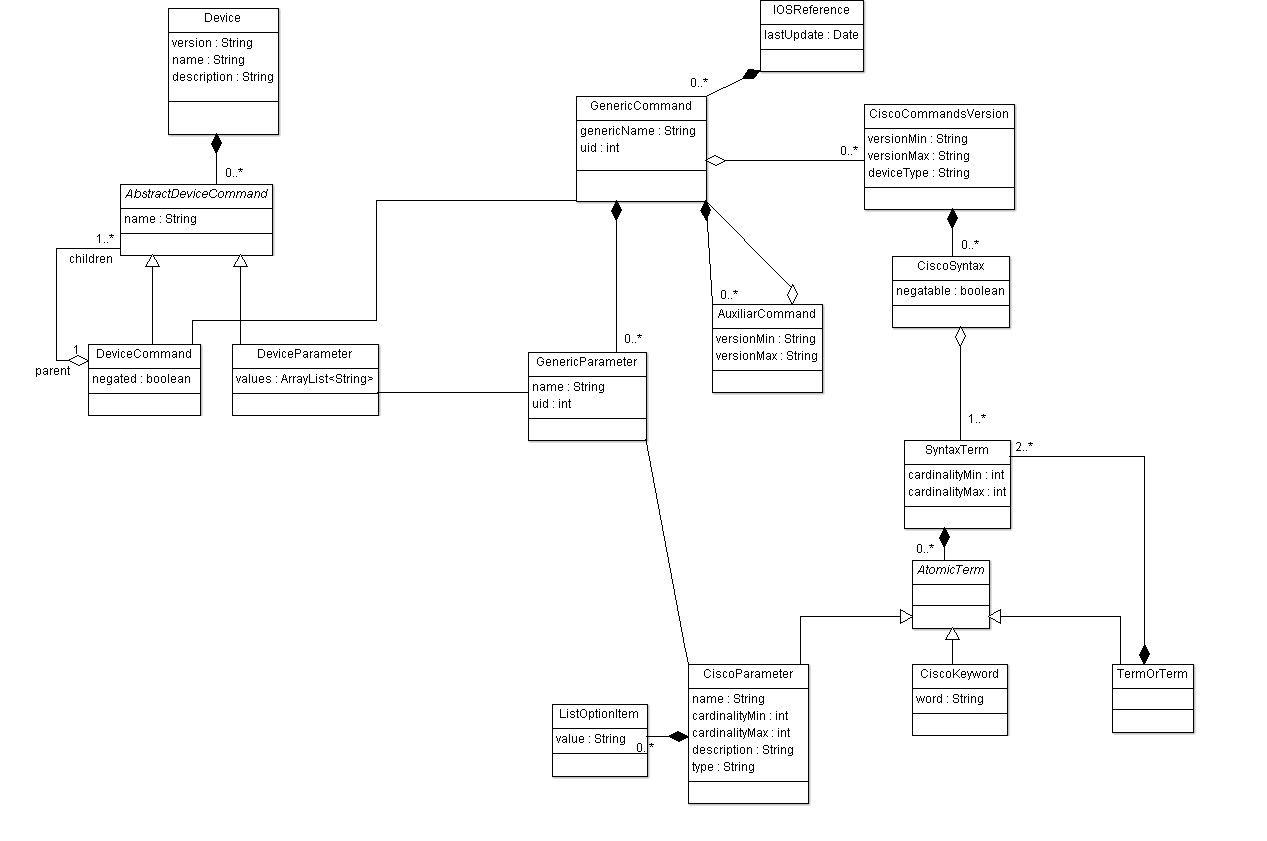 Device
version : String
name : String
description : String
IOSReference
lastUpdate : Date
0..*
GenericCommand
genericName : String
uid : int
CiscoCommandsVersion
versionMin : String
versionMax : String
deviceType : String
0..*
0..*
AbstractDeviceCommand
name : String
1..*
children
0..*
CiscoSyntax
negatable : boolean
0..*
AuxiliarCommand
versionMin : String
versionMax : String
1
parent
DeviceCommand
negated : boolean
DeviceParameter
values : ArrayList<String>
0..*
GenericParameter
name : String
uid : int
1..*
SyntaxTerm
cardinalityMin : int
cardinalityMax : int
2..*
0..*
AtomicTerm
CiscoParameter
name : String
cardinalityMin : int
cardinalityMax : int
description : String
type : String
CiscoKeyword
word : String
TermOrTerm
ListOptionItem
value : String
0..*